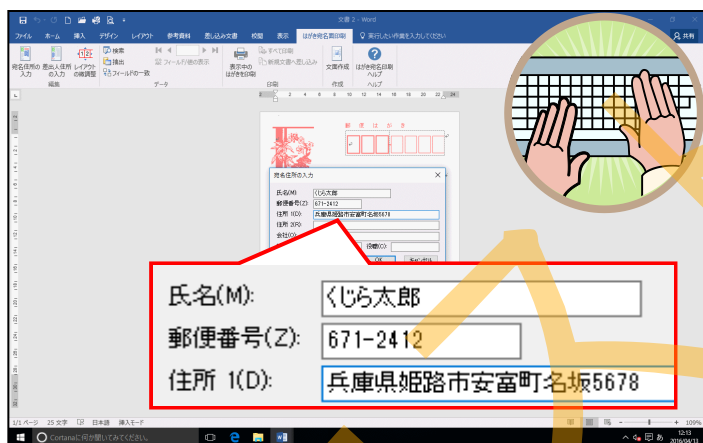 文書 2 - Word
ファイル ホーム 挿入 デザイン レイアウト 参考資料 差し込み文書 校閲 表示 はがき宛名面印刷 実行したい作業を入力してください 共有
宛名住所の入力 差出人住所の入力 レイアウトの微調整
検索
抽出
フィールドの一致
フィールド行燈の表示
表示中のはがきを印刷
すべて印刷
新規文書へ差し込み
文面作成
はがき宛名印刷ヘルプ
編集 データ 印刷 作成 ヘルプ
郵便はがき
宛名住所の入力
氏名(M): くじら太郎
郵便番号(Z): 671-2412
住所 1(D): 兵庫県姫路市安富町名坂5678
住所 2(R):
会社(O):
役職(C):
OK キャンセル
氏名(M): くじら太郎
郵便番号(Z): 671-2412
住所 1(D): 兵庫県姫路市安富町名坂5678
1/1 ページ 25 文字 日本語 挿入モード 109%
Cortanaに何か聞いてみてください。
あ 12:13
2016/04/13